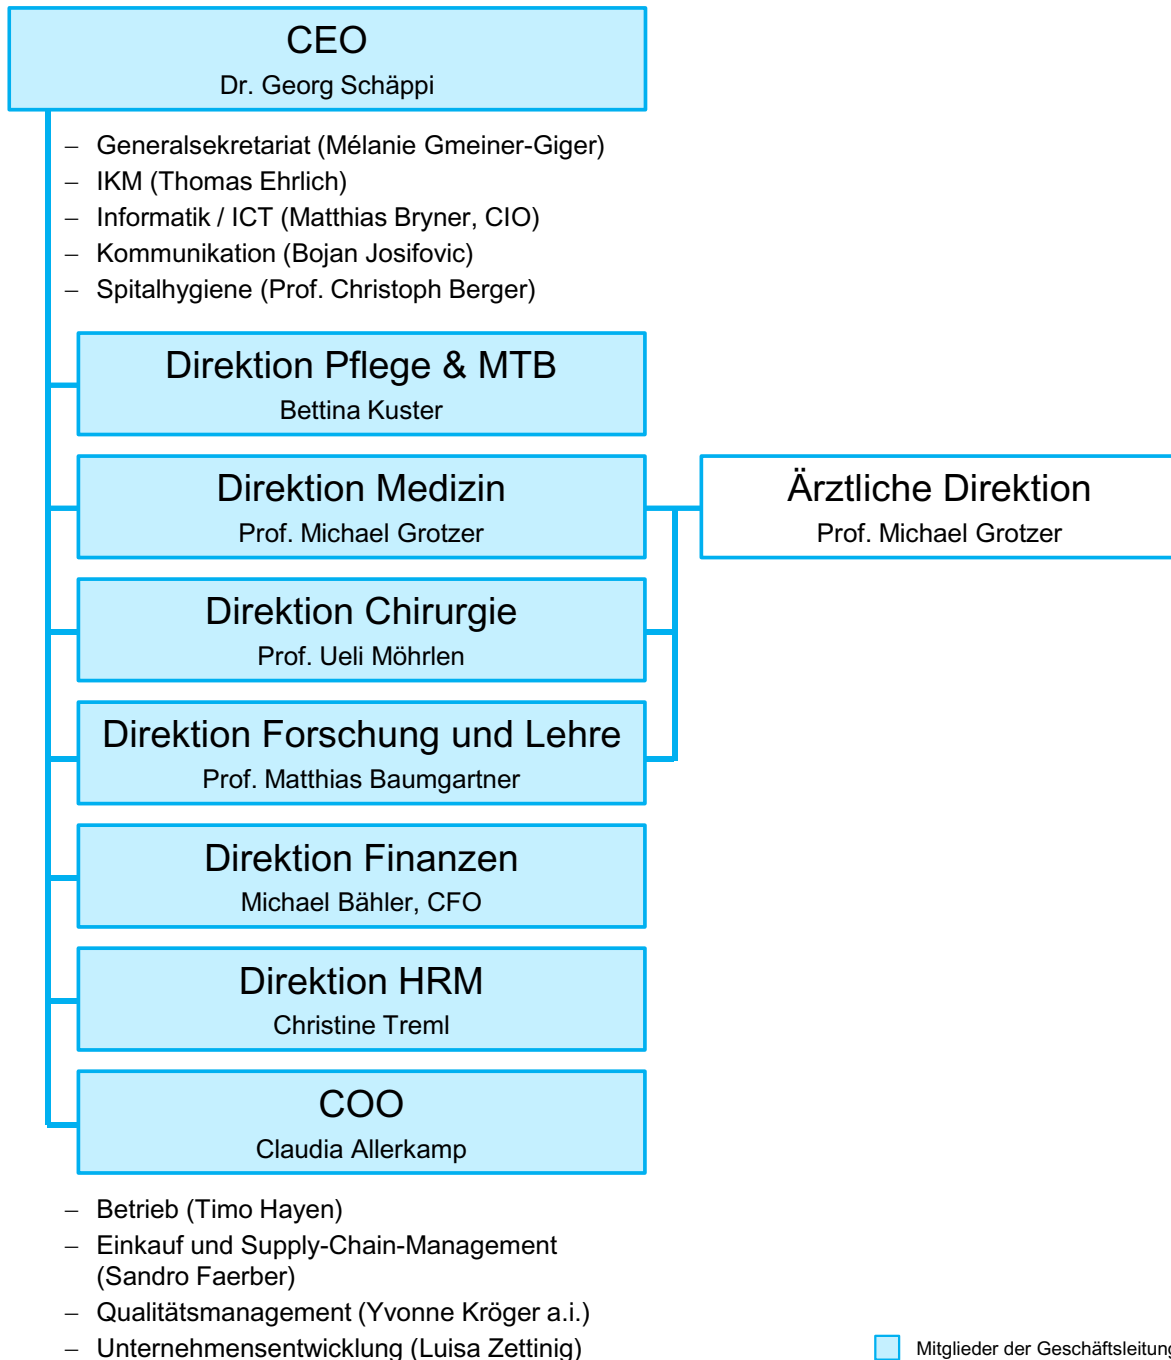 CEO
Dr. Georg Schäppi
– Generalsekretariat (Mélanie Gmeiner-Giger)
– IKM (Thomas Ehrlich)
– Informatik / ICT (Matthias Bryner, CIO)
– Kommunikation (Bojan Josifovic)
– Spitalhygiene (Prof. Christoph Berger)
Direktion Pflege & MTB
Bettina Kuster
Direktion Medizin
Prof. Michael Grotzer
Ärztliche Direktion
Prof. Michael Grotzer
Direktion Chirurgie
Prof. Ueli Möhrlen
Direktion Forschung und Lehre
Prof. Matthias Baumgartner
Direktion Finanzen
Michael Bähler, CFO
Direktion HRM
Christine Treml
COO
Claudia Allerkamp
– Betrieb (Timo Hayen)
– Einkauf und Supply-Chain-Management
(Sandro Faerber)
– Qualitätsmanagement (Yvonne Kröger a.i.)
– Unternehmensentwicklung (Luisa Zettinig)
Mitglieder der Geschäftsleitung